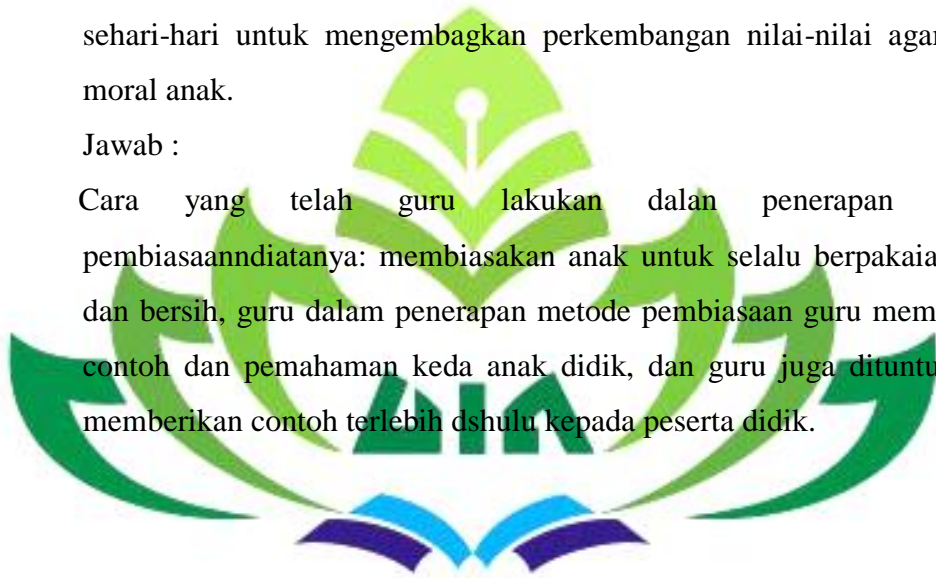 sehari-hari untuk mengembagkan perkembangan nilai-nilai agar
moral anak.
Jawab :
Cara yang telah guru lakukan dalan penerapan
pembiasaanndiatanya: membiasakan anak untuk selalu berpakaia
dan bersih, guru dalam penerapan metode pembiasaan guru mem
contoh dan pemahaman keda anak didik, dan guru juga dituntu
memberikan contoh terlebih dshulu kepada peserta didik.